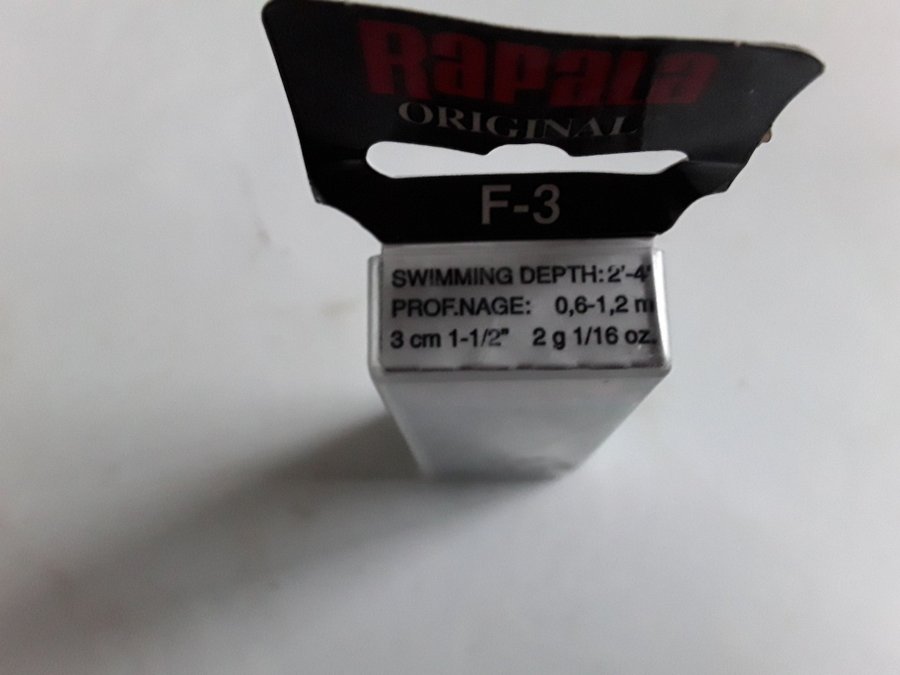 Rapala
ORIGINAL
F-3
SWIMMING DEPTH: 2'-4'
PROF.NAGE: 0,6-1,2 m
3 cm 1-1/2" 2 g 1/16 oz.